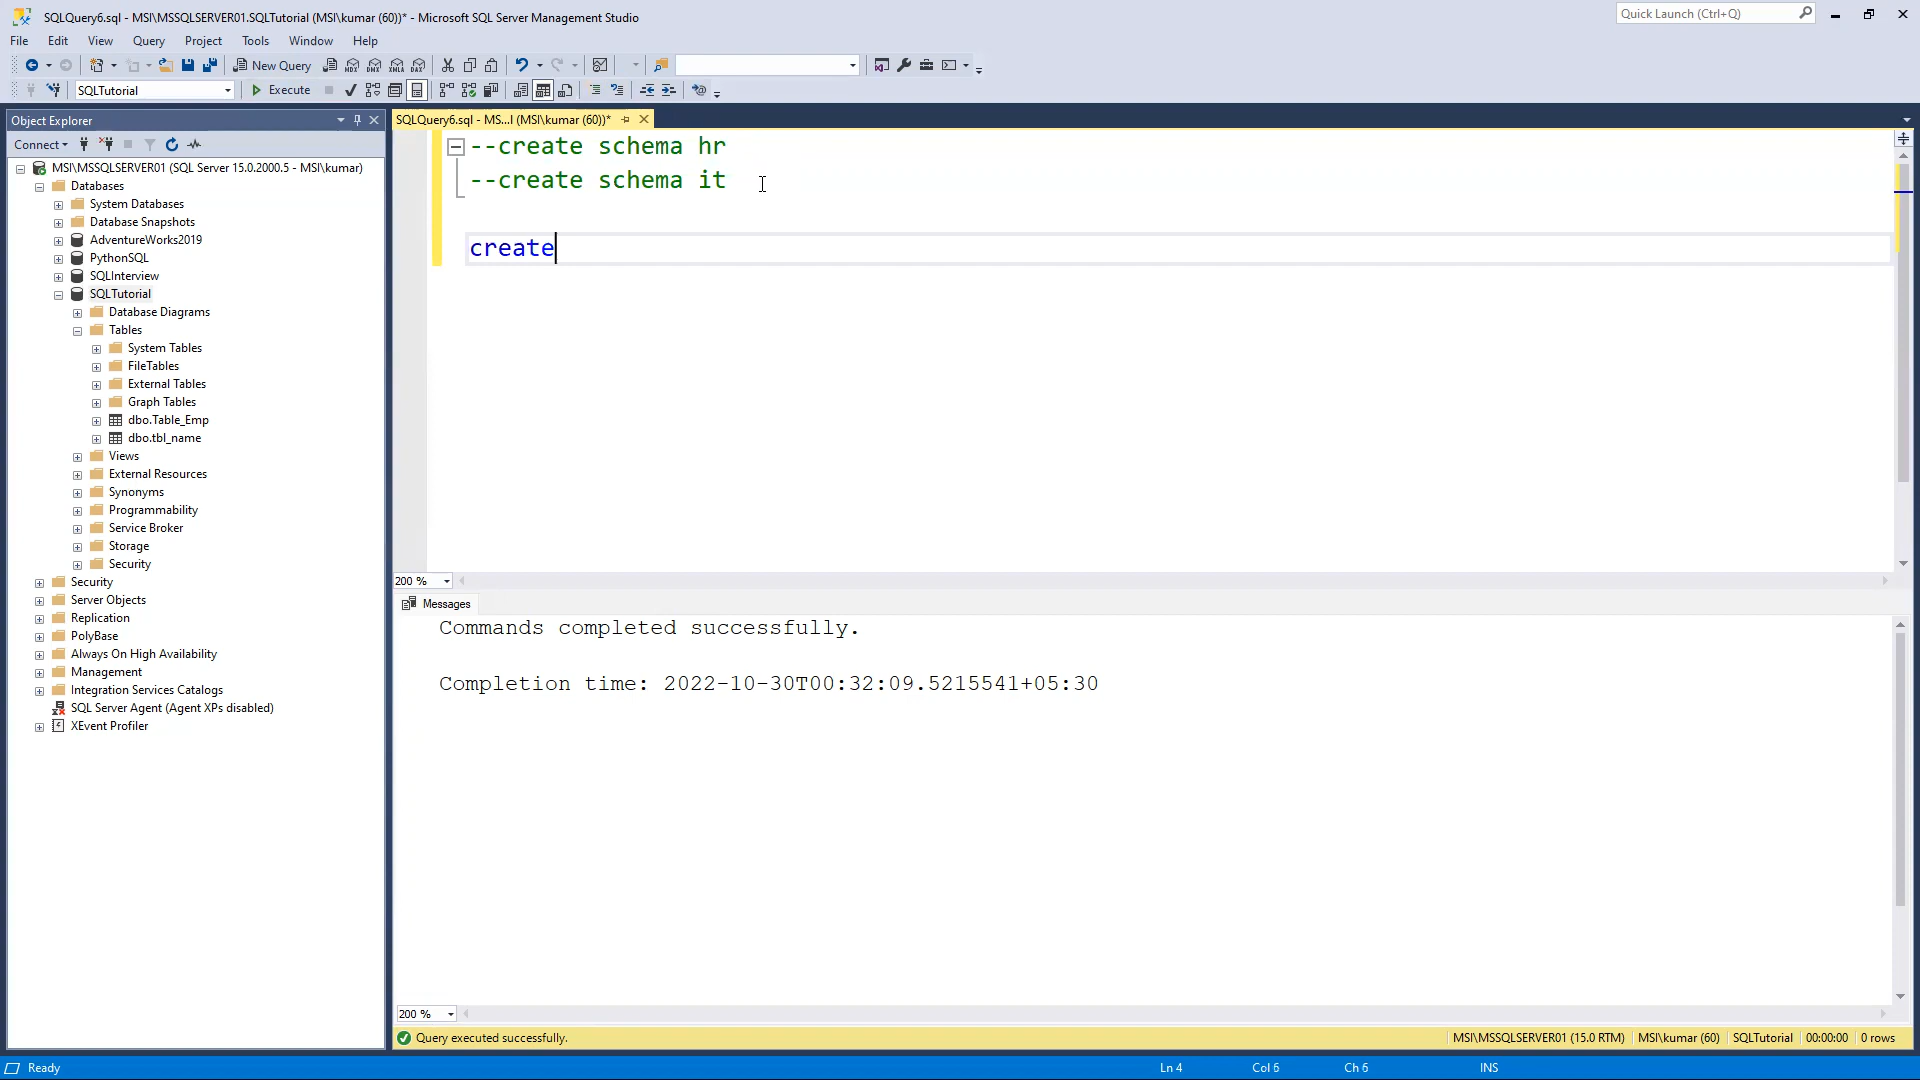 SQLQuery6.sql - MSI\MSSQLSERVER01.SQLTutorial (MSI\kumar (60))* - Microsoft SQL Server Management Studio
Quick Launch (Ctrl+Q)
File Edit View Query Project Tools Window Help
New Query
MDX DMX XMLA DAX
SQLTutorial
Execute
Object Explorer
SQLQuery6.sql - MS...l (MSI\kumar (60))*
Connect
MSI\MSSQLSERVER01 (SQL Server 15.0.2000.5 - MSI\kumar)
Databases
System Databases
Database Snapshots
AdventureWorks2019
PythonSQL
SQLInterview
SQLTutorial
Database Diagrams
Tables
System Tables
FileTables
External Tables
Graph Tables
dbo.Table_Emp
dbo.tbl_name
Views
External Resources
Synonyms
Programmability
Service Broker
Storage
Security
Security
Server Objects
Replication
PolyBase
Always On High Availability
Management
Integration Services Catalogs
SQL Server Agent (Agent XPs disabled)
XEvent Profiler
--create schema hr
--create schema it
create
200 %
Messages
Commands completed successfully.
Completion time: 2022-10-30T00:32:09.5215541+05:30
200 %
Query executed successfully.
MSI\MSSQLSERVER01 (15.0 RTM) MSI\kumar (60) SQLTutorial 00:00:00 0 rows
Ready Ln 4 Col 6 Ch 6 INS